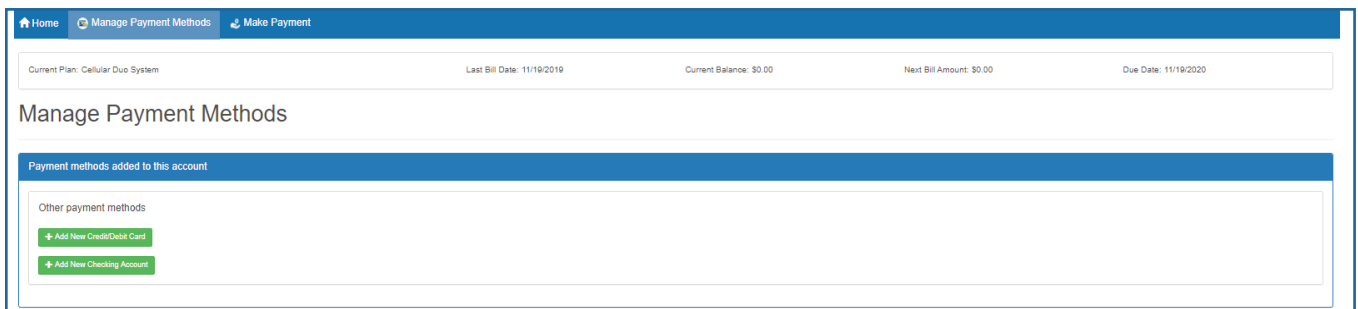 Home Manage Payment Methods Make Payment
Current Plan: Cellular Duo System Last Bill Date: 11/19/2019 Current Balance: $0.00 Next Bill Amount: $0.00 Due Date: 11/19/2020
Manage Payment Methods
Payment methods added to this account
Other payment methods
+ Add New Credit/Debit Card
+ Add New Checking Account